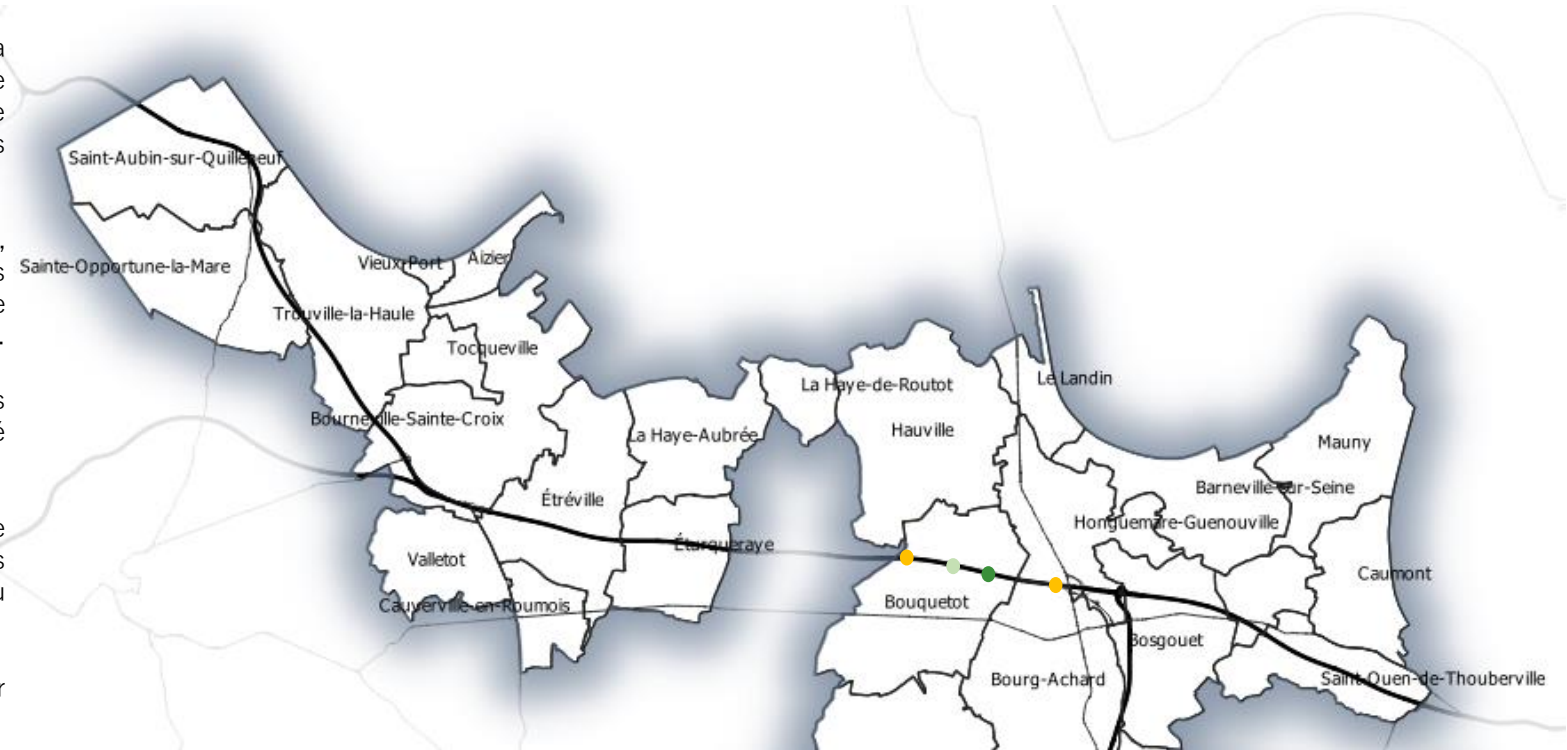 a
e
e
s
Saint-Aubin-sur-Quillebeuf
,
s
Sainte-Opportune-la-Mare
Vieux-Port
Aizier
e
Trouville-la-Haule
.
Tocqueville
Le Landin
La Haye-de-Routot
s
Bourneville-Sainte-Croix
é
La Haye-Aubrée
Hauville
Mauny
Étréville
Barneville-sur-Seine
e
Honguemare-Guenouville
Éturqueraye
s
Valletot
Caumont
u
Cauverville-en-Roumois
Bouquetot
Bosgouet
r
Bourg-Achard
Saint-Ouen-de-Thouberville